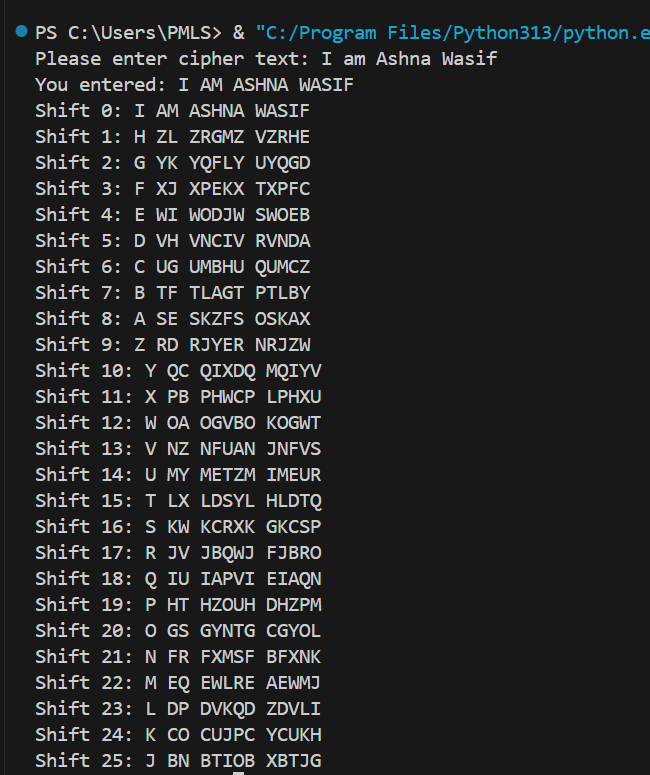 PS C:\Users\PMLS> & "C:/Program Files/Python313/python.e
Please enter cipher text: I am Ashna Wasif
You entered: I AM ASHNA WASIF
Shift 0: I AM ASHNA WASIF
Shift 1: H ZL ZRGMZ VZRHE
Shift 2: G YK YQFLY UYQGD
Shift 3: F XJ XPEKX TXPFC
Shift 4: E WI WODJW SWOEB
Shift 5: D VH VNCIV RVNDA
Shift 6: C UG UMBHU QUMCZ
Shift 7: B TF TLAGT PTLBY
Shift 8: A SE SKZFS OSKAX
Shift 9: Z RD RJYER NRJZW
Shift 10: Y QC QIXDQ MQIYV
Shift 11: X PB PHWCP LPHXU
Shift 12: W OA OGVBO KOGWT
Shift 13: V NZ NFUAN JNFVS
Shift 14: U MY METZM IMEUR
Shift 15: T LX LDSYL HLDTQ
Shift 16: S KW KCRXK GKCSP
Shift 17: R JV JBQWJ FJBRO
Shift 18: Q IU IAPVI EIAQN
Shift 19: P HT HZOUH DHZPM
Shift 20: O GS GYNTG CGYOL
Shift 21: N FR FXMSF BFXNK
Shift 22: M EQ EWLRE AEWMJ
Shift 23: L DP DVKQD ZDVLI
Shift 24: K CO CUJPC YCUKH
Shift 25: J BN BTIOB XBTJG